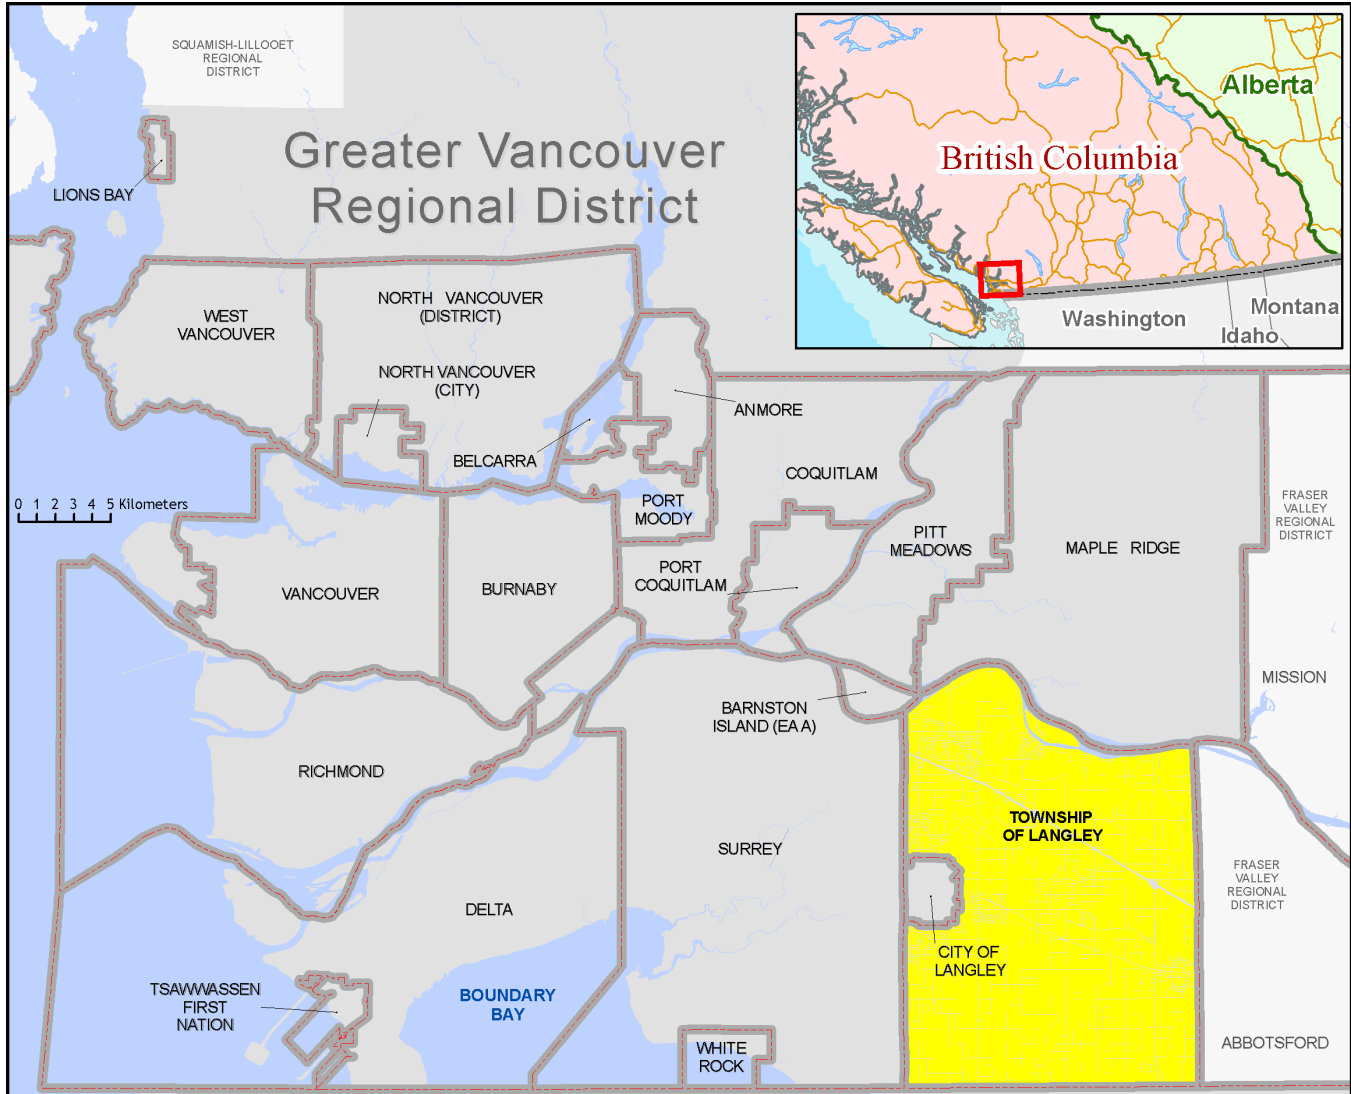 SQUAMISH-LILLOOET
REGIONAL
DISTRICT
Greater Vancouver
Regional District
Alberta
British Columbia
Washington
Montana
Idaho
LIONS BAY
WEST
VANCOUVER
NORTH VANCOUVER
(DISTRICT)
NORTH VANCOUVER
(CITY)
ANMORE
BELCARRA
COQUITLAM
0 1 2 3 4 5 Kilometers
PORT
MOODY
PITT
MEADOWS
MAPLE RIDGE
FRASER
VALLEY
REGIONAL
DISTRICT
VANCOUVER
BURNABY
PORT
COQUITLAM
MISSION
BARNSTON
ISLAND (EA A)
RICHMOND
TOWNSHIP
OF LANGLEY
SURREY
FRASER
VALLEY
REGIONAL
DISTRICT
DELTA
CITY OF
LANGLEY
TSAWWASSEN
FIRST
NATION
BOUNDARY
BAY
WHITE
ROCK
ABBOTSFORD